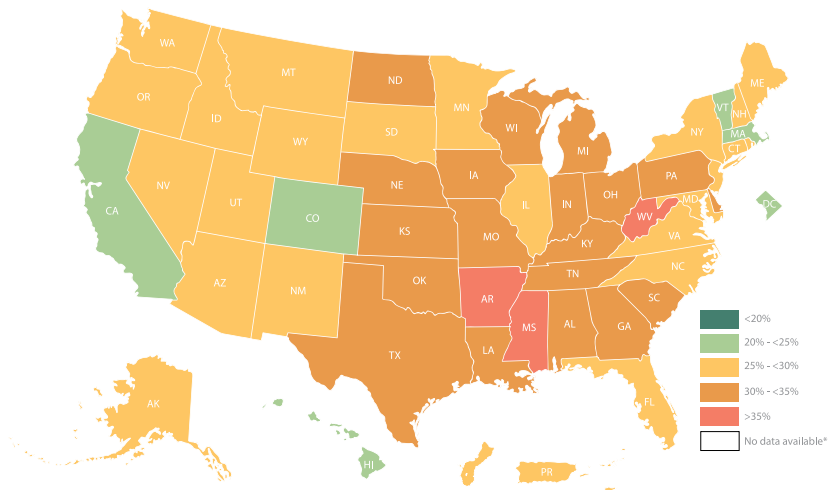 WA
MT
ND
MN
OR
ID
WY
SD
WI
MI
NY
VT
NH
ME
MA
CT
NV
UT
CO
NE
IA
IL
IN
OH
PA
DC
MD
CA
KS
MO
KY
WV
VA
AZ
NM
OK
AR
TN
NC
SC
TX
LA
MS
AL
GA
FL
AK
HI
PR
<20%
20% - <25%
25% - <30%
30% - <35%
>35%
No data available*